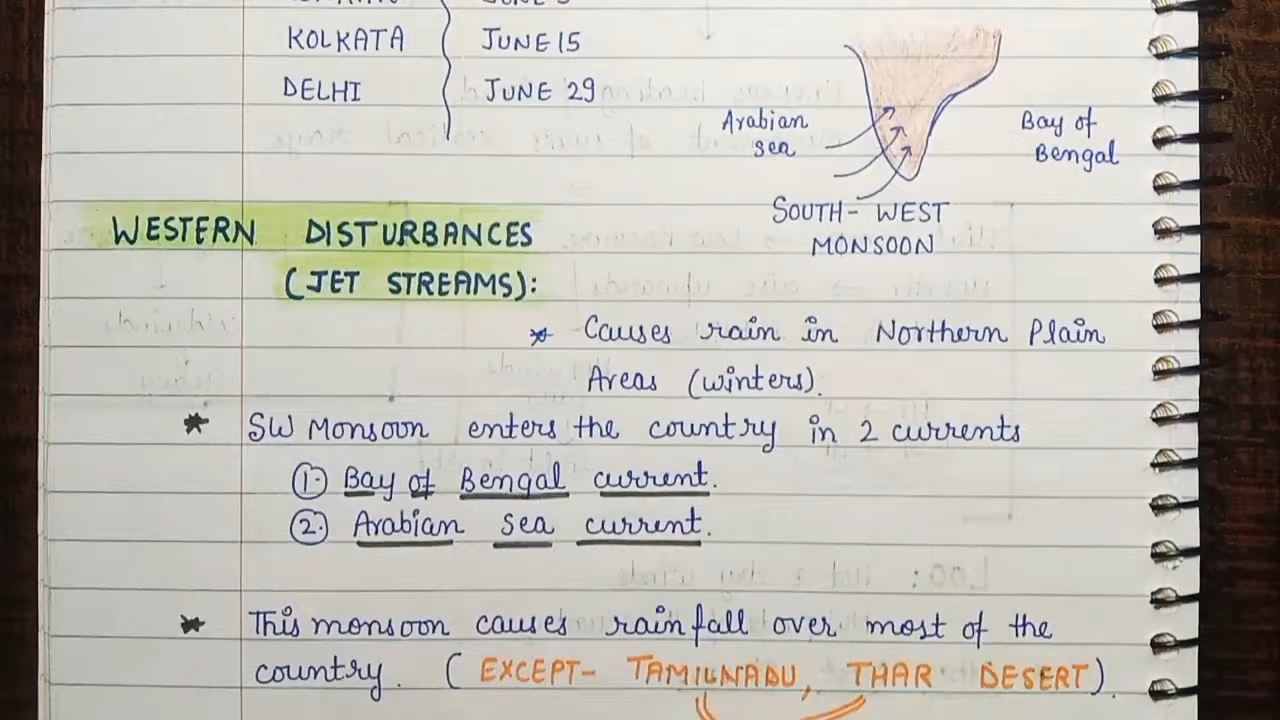 KOLKATA JUNE 15
DELHI JUNE 29
Arabian
sea
Bay of
Bengal
SOUTH-WEST
MONSOON
WESTERN DISTURBANCES
(JET STREAMS):
* Causes rain in Northern Plain
Areas (winters).
* SW Monsoon enters the country in 2 currents
① Bay of Bengal current.
② Arabian sea current.
* This monsoon causes rainfall over most of the
country. (EXCEPT- TAMILNADU, THAR DESERT).